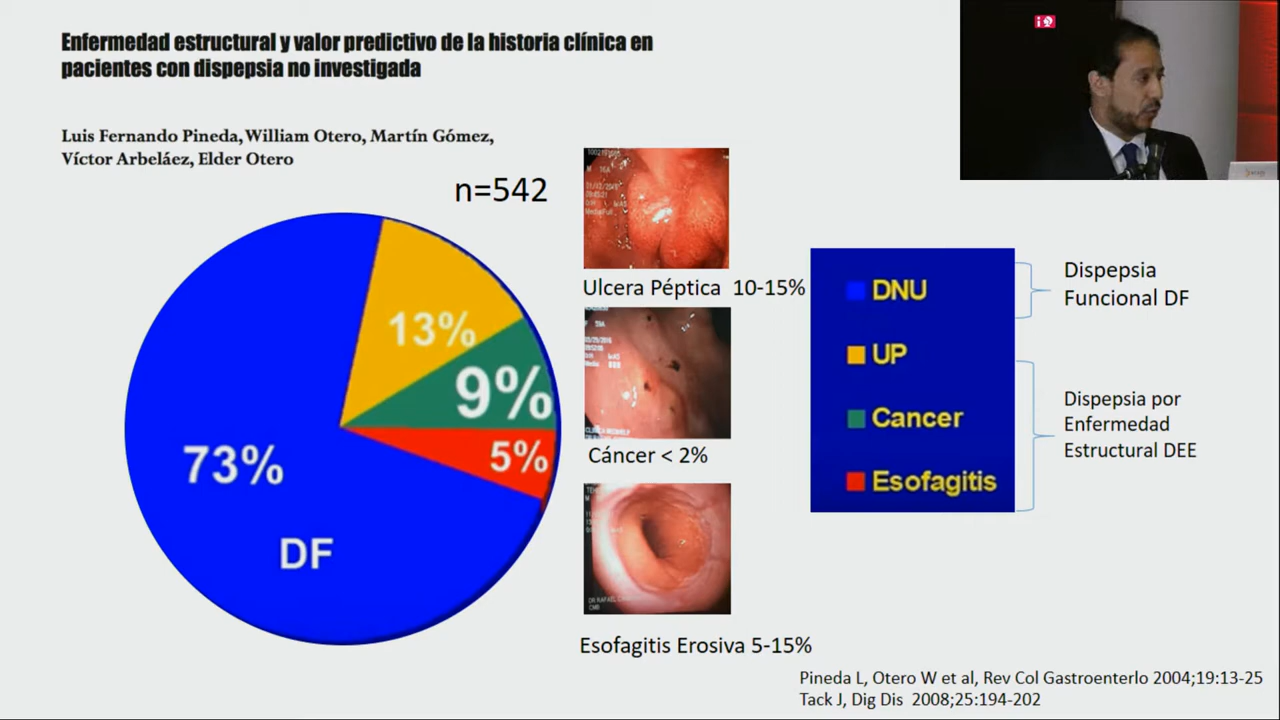 Enfermedad estructural y valor predictivo de la historia clínica en
pacientes con dispepsia no investigada
Luis Fernando Pineda, William Otero, Martín Gómez,
Víctor Arbeláez, Elder Otero
n=542
13%
9%
5%
73%
DF
Ulcera Péptica 10-15%
Cáncer < 2%
Esofagitis Erosiva 5-15%
DNU
UP
Cancer
Esofagitis
Dispepsia
Funcional DF
Dispepsia por
Enfermedad
Estructural DEE
Pineda L, Otero W et al, Rev Col Gastroenterlo 2004;19:13-25
Tack J, Dig Dis 2008;25:194-202